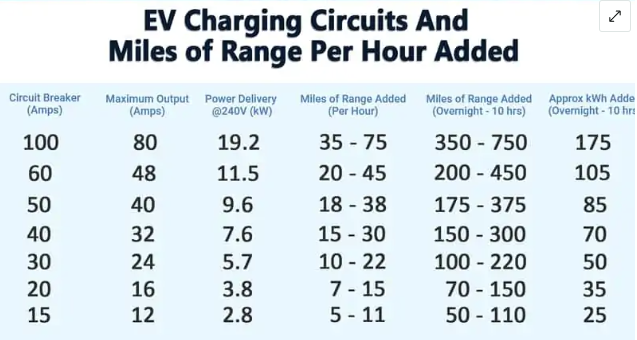 EV Charging Circuits And
Miles of Range Per Hour Added
Circuit Breaker (Amps) Maximum Output (Amps) Power Delivery @240V (kW) Miles of Range Added (Per Hour) Miles of Range Added (Overnight - 10 hrs) Approx kWh Adde (Overnight - 10 hrs
100 80 19.2 35 - 75 350 - 750 175
60 48 11.5 20 - 45 200 - 450 105
50 40 9.6 18 - 38 175 - 375 85
40 32 7.6 15 - 30 150 - 300 70
30 24 5.7 10 - 22 100 - 220 50
20 16 3.8 7 - 15 70 - 150 35
15 12 2.8 5 - 11 50 - 110 25